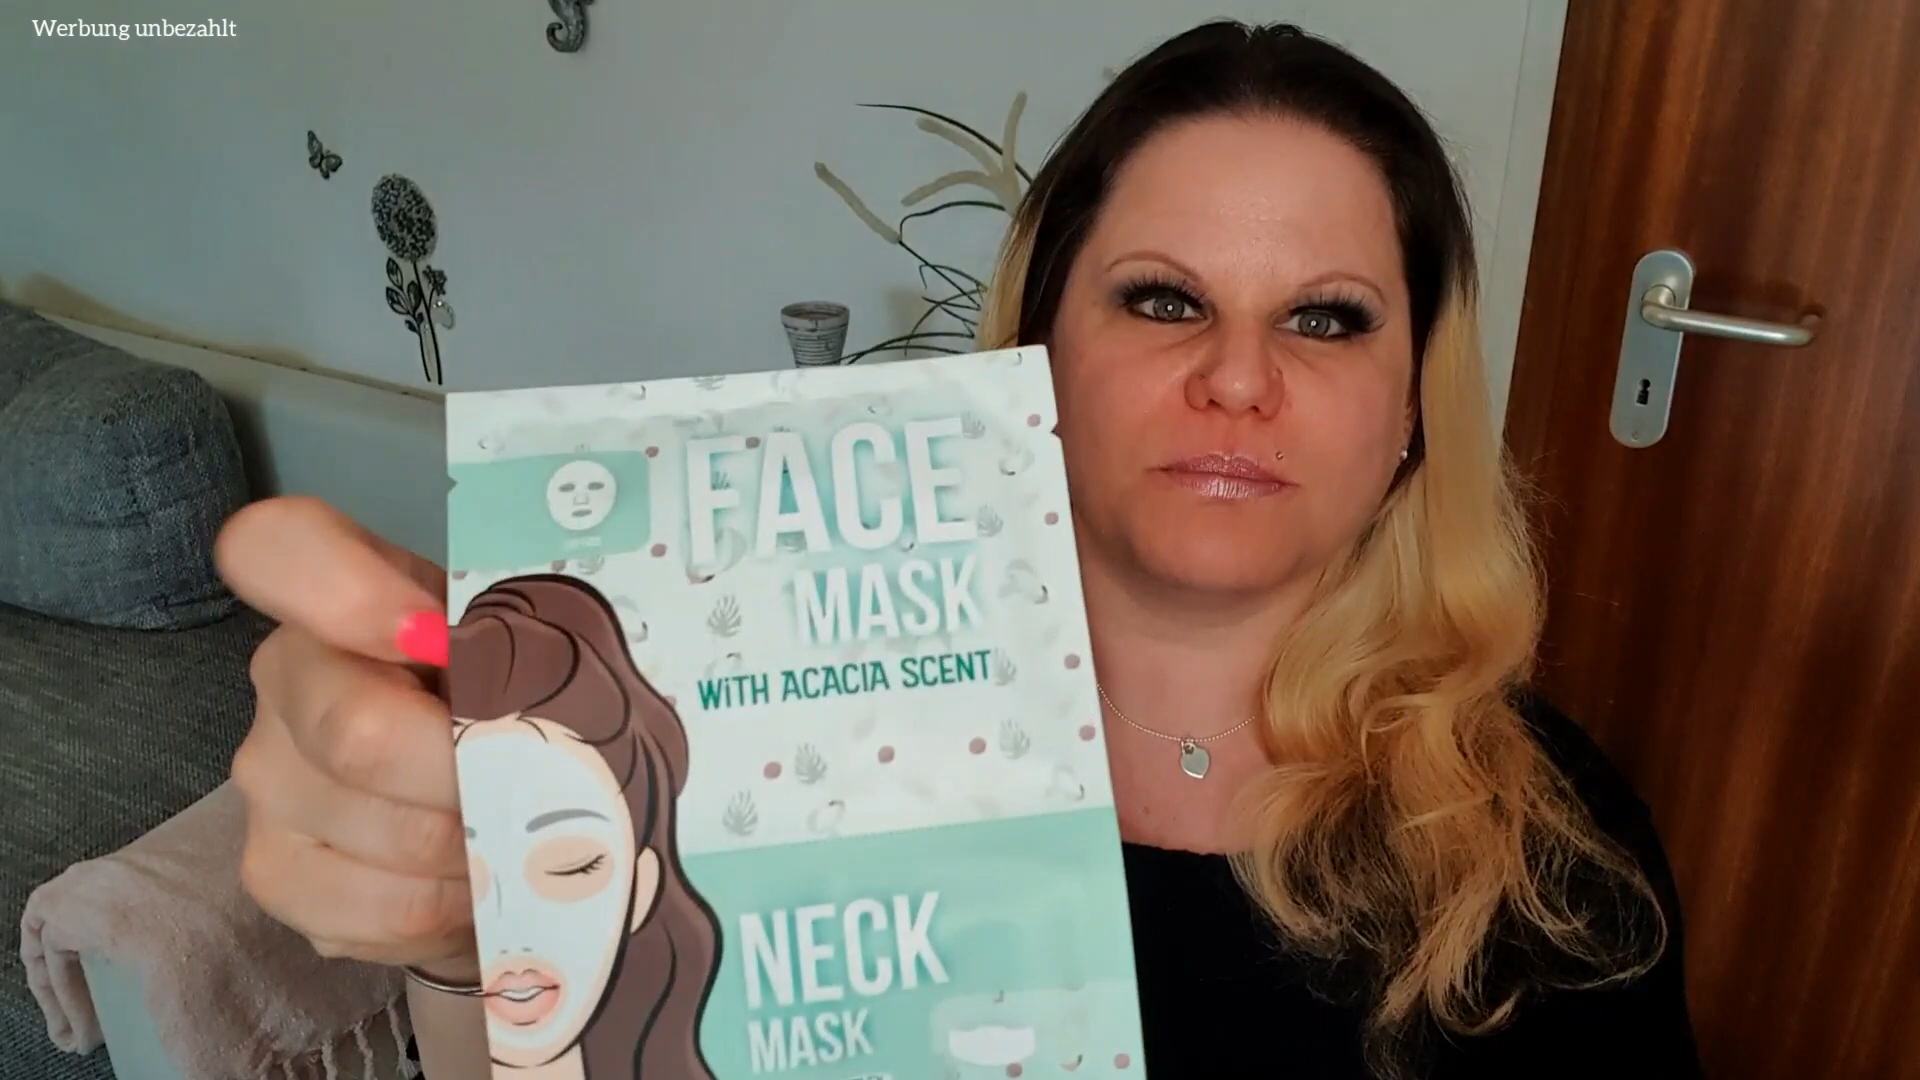 Werbung unbezahlt
FACE
MASK
WiTH ACACIA SCENT
NECK
MASK